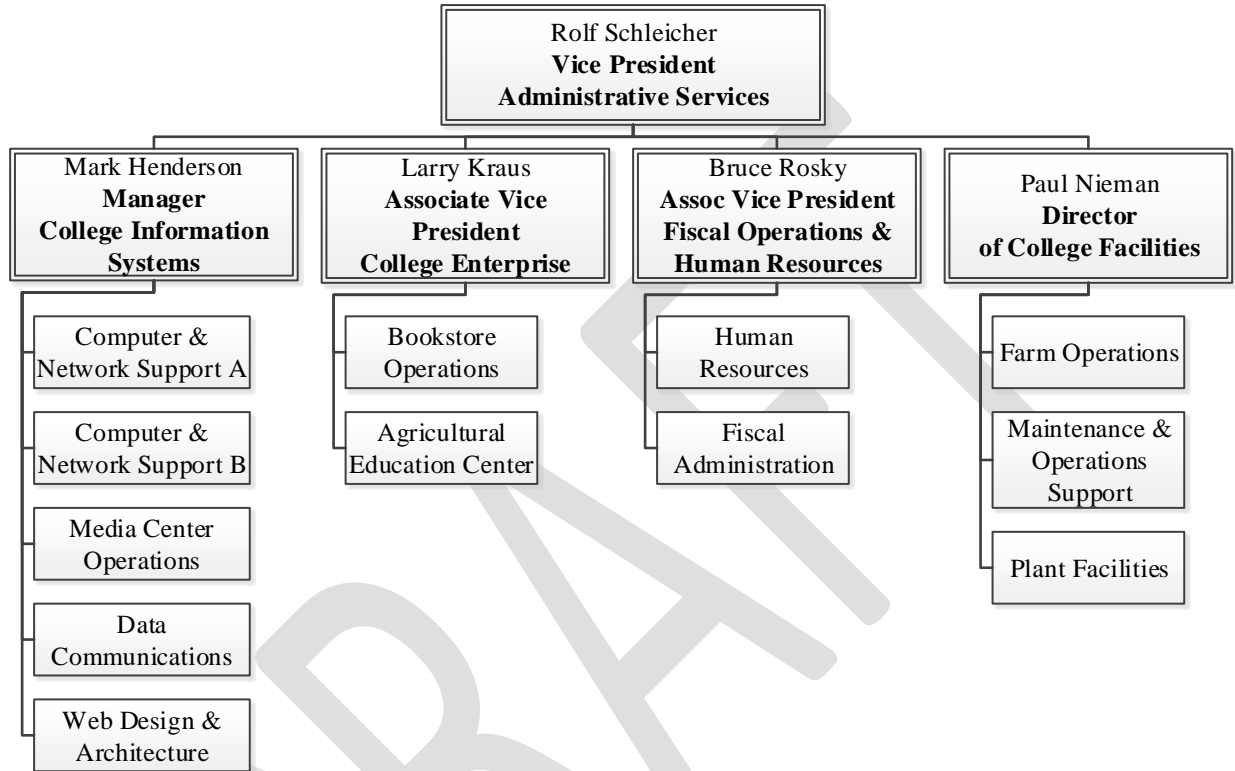 Rolf Schleicher
Vice President
Administrative Services
Mark Henderson
Manager
College Information
Systems
Larry Kraus
Associate Vice
President
College Enterprise
Bruce Rosky
Assoc Vice President
Fiscal Operations &
Human Resources
Paul Nieman
Director
of College Facilities
Computer &
Network Support A
Computer &
Network Support B
Media Center
Operations
Data
Communications
Web Design &
Architecture
Bookstore
Operations
Agricultural
Education Center
Human
Resources
Fiscal
Administration
Farm Operations
Maintenance &
Operations
Support
Plant Facilities
DRAFT